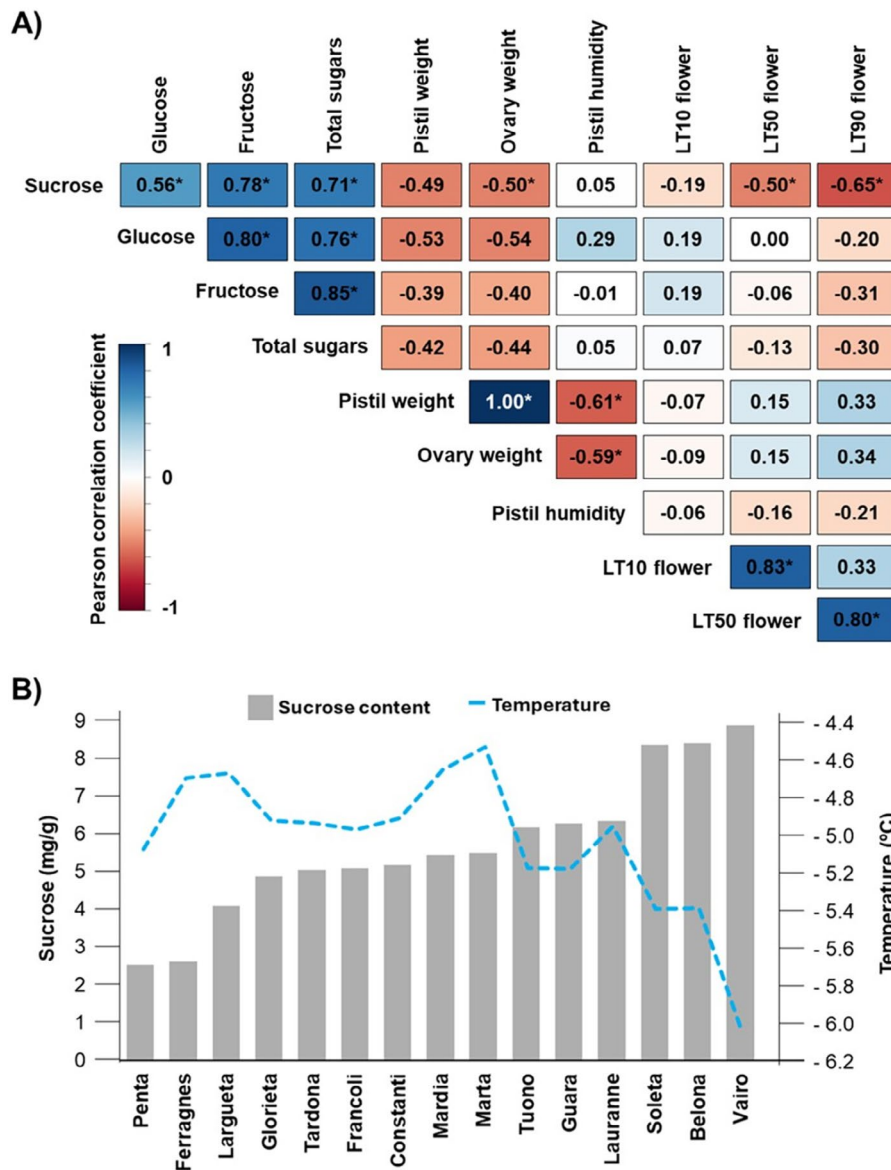 A)
Glucose
Fructose
Total sugars
Pistil weight
Ovary weight
Pistil humidity
LT10 flower
LT50 flower
LT90 flower
Sucrose 0.56* 0.78* 0.71* -0.49 -0.50* 0.05 -0.19 -0.50* -0.65*
Glucose 0.80* 0.76* -0.53 -0.54 0.29 0.19 0.00 -0.20
Fructose 0.85* -0.39 -0.40 -0.01 0.19 -0.06 -0.31
Total sugars -0.42 -0.44 0.05 0.07 -0.13 -0.30
Pistil weight 1.00* -0.61* -0.07 0.15 0.33
Ovary weight -0.59* -0.09 0.15 0.34
Pistil humidity -0.06 -0.16 -0.21
LT10 flower 0.83* 0.33
LT50 flower 0.80*
Pearson correlation coefficient
1
0
-1
B)
Sucrose content
Temperature
Sucrose (mg/g)
9
8
7
6
5
4
3
2
1
0
Temperature (ºC)
- 4.4
- 4.6
- 4.8
- 5.0
- 5.2
- 5.4
- 5.6
- 5.8
- 6.0
- 6.2
Penta
Ferragnes
Largueta
Glorieta
Tardona
Francoli
Constanti
Mardia
Marta
Tuono
Guara
Lauranne
Soleta
Belona
Vairo